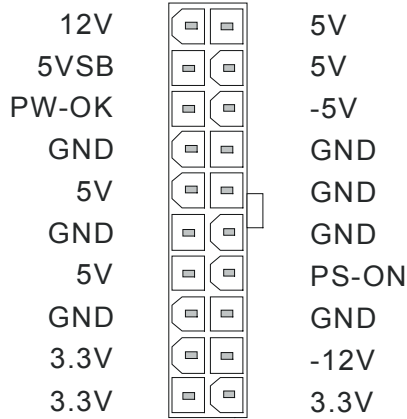 12V 5V
5VSB 5V
PW-OK -5V
GND GND
5V GND
GND GND
5V PS-ON
GND GND
3.3V -12V
3.3V 3.3V